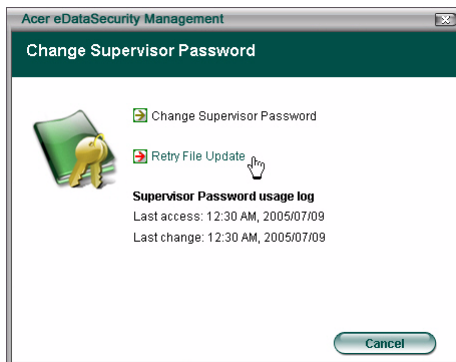 Acer eDataSecurity Management
Change Supervisor Password
Change Supervisor Password
Retry File Update
Supervisor Password usage log
Last access: 12:30 AM, 2005/07/09
Last change: 12:30 AM, 2005/07/09
Cancel